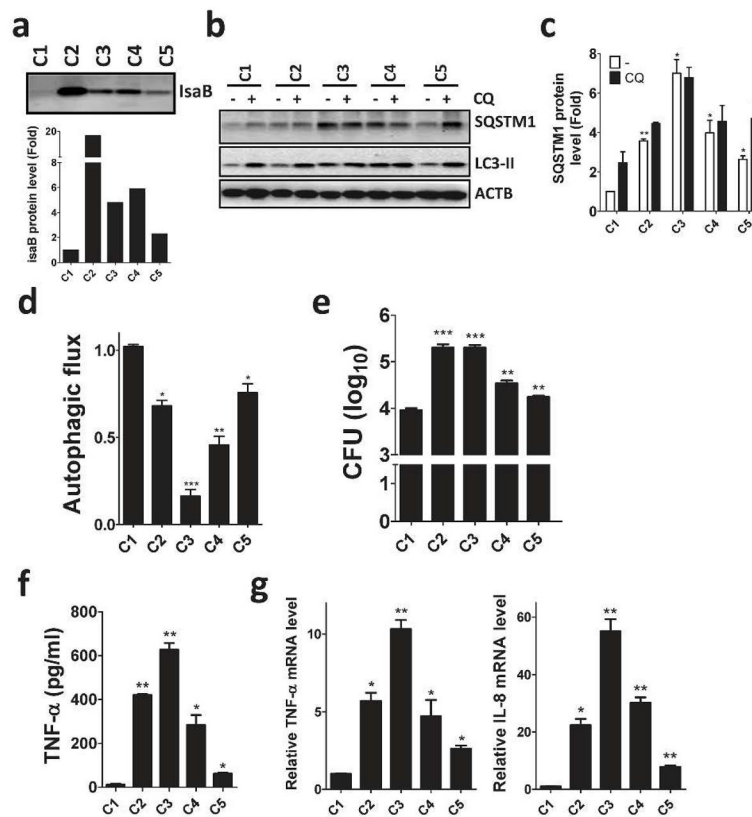 a
C1 C2 C3 C4 C5
IsaB
isaB protein level (Fold)
8
6
4
2
0
C1 C2 C3 C4 C5
b
C1 C2 C3 C4 C5
- + - + - + - + - + CQ
SQSTM1
LC3-II
ACTB
c
SQSTM1 protein
level (Fold)
8
6
4
2
0
-
CQ
**
*
*
*
C1 C2 C3 C4 C5
d
Autophagic flux
1.0
0.5
0.0
*
***
**
*
C1 C2 C3 C4 C5
e
CFU (log10)
6
5
4
1
0
***
***
**
**
C1 C2 C3 C4 C5
f
TNF-α (pg/ml)
800
600
400
200
0
**
**
*
*
C1 C2 C3 C4 C5
g
Relative TNF-α mRNA level
10
5
0
*
**
*
*
C1 C2 C3 C4 C5
Relative IL-8 mRNA level
60
40
20
0
*
**
**
**
C1 C2 C3 C4 C5